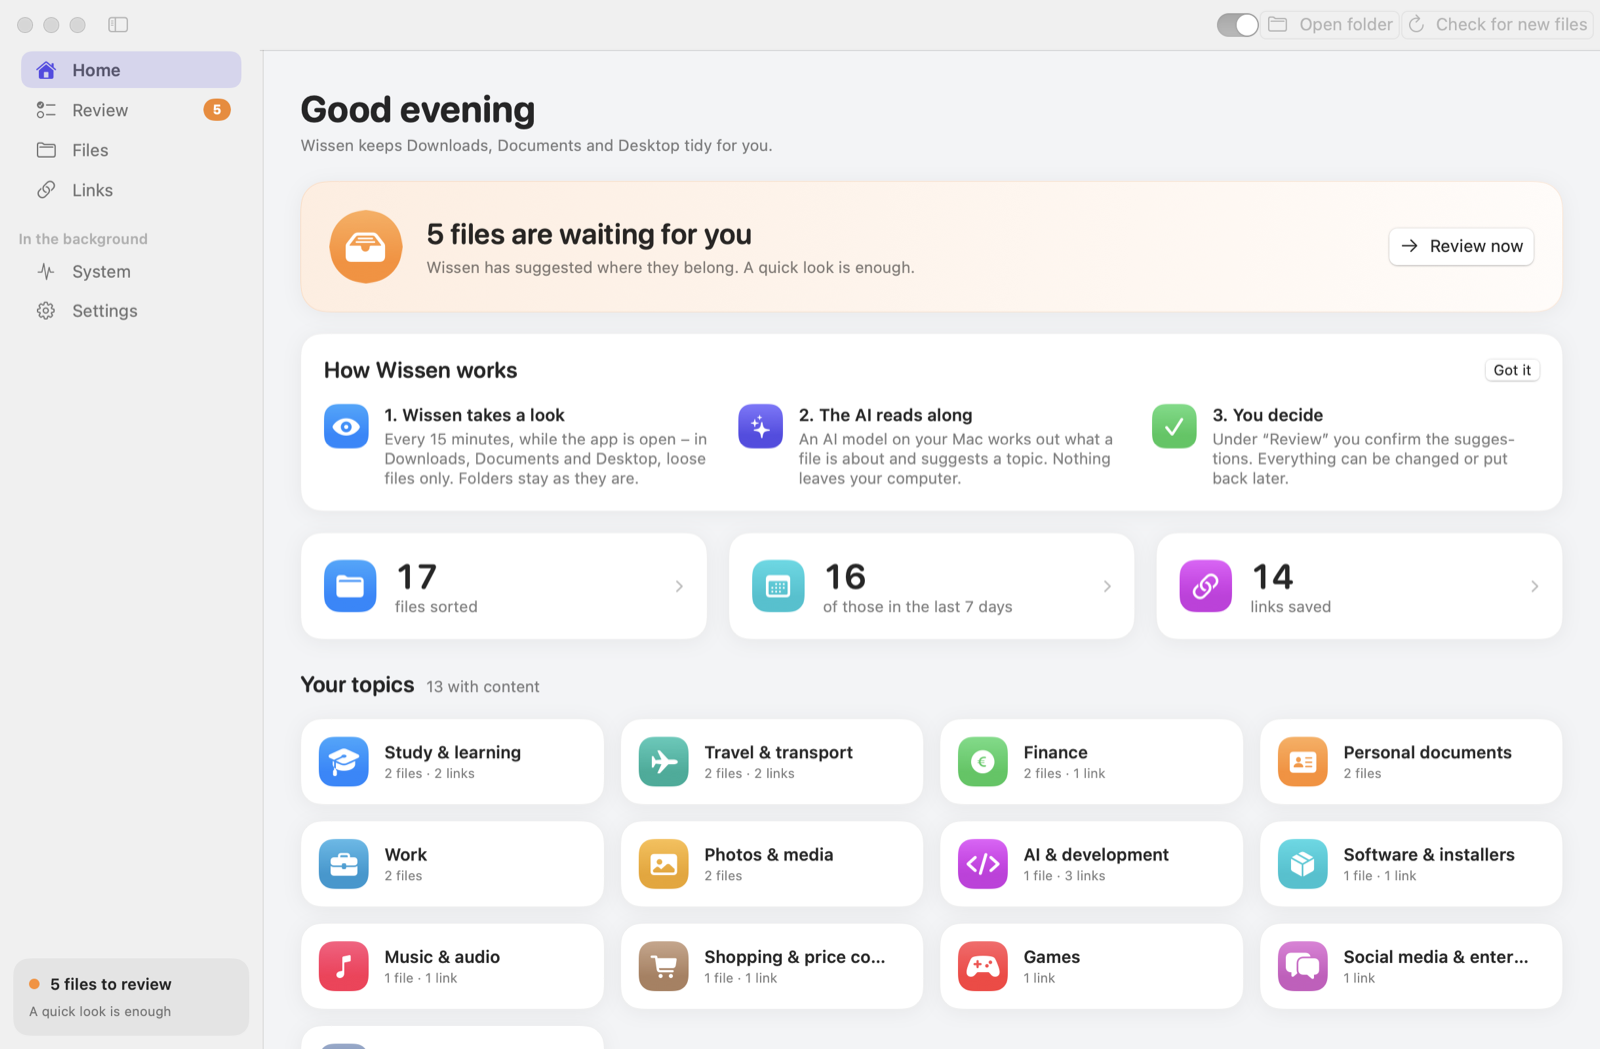 Open folder
Check for new files
Home
Review
5
Files
Links
In the background
System
Settings
5 files to review
A quick look is enough
Good evening
Wissen keeps Downloads, Documents and Desktop tidy for you.
5 files are waiting for you
Wissen has suggested where they belong. A quick look is enough.
Review now
How Wissen works
Got it
1. Wissen takes a look
Every 15 minutes, while the app is open – in
Downloads, Documents and Desktop, loose
files only. Folders stay as they are.
2. The AI reads along
An AI model on your Mac works out what a
file is about and suggests a topic. Nothing
leaves your computer.
3. You decide
Under “Review” you confirm the sugges-
tions. Everything can be changed or put
back later.
17
files sorted
16
of those in the last 7 days
14
links saved
Your topics
13 with content
Study & learning
2 files · 2 links
Travel & transport
2 files · 2 links
Finance
2 files · 1 link
Personal documents
2 files
Work
2 files
Photos & media
2 files
AI & development
1 file · 3 links
Software & installers
1 file · 1 link
Music & audio
1 file · 1 link
Shopping & price co...
1 file · 1 link
Games
1 link
Social media & enter...
1 link